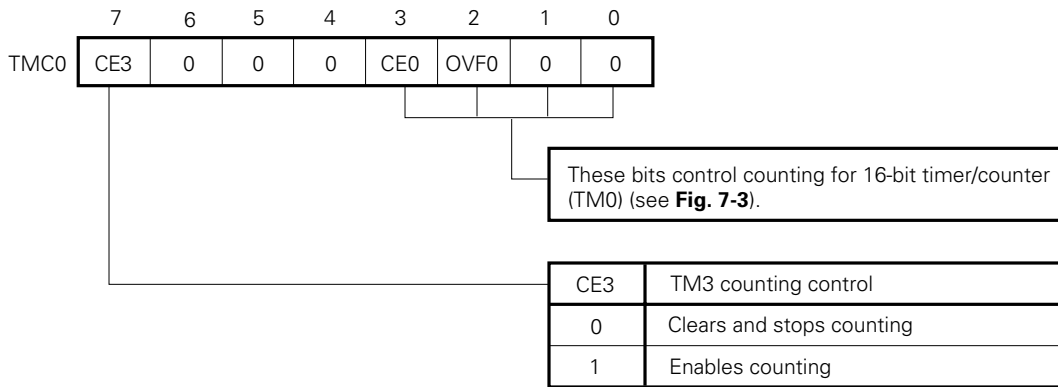 7 6 5 4 3 2 1 0
TMC0 CE3 0 0 0 CE0 OVF0 0 0
These bits control counting for 16-bit timer/counter
(TM0) (see Fig. 7-3).
CE3 TM3 counting control
0 Clears and stops counting
1 Enables counting